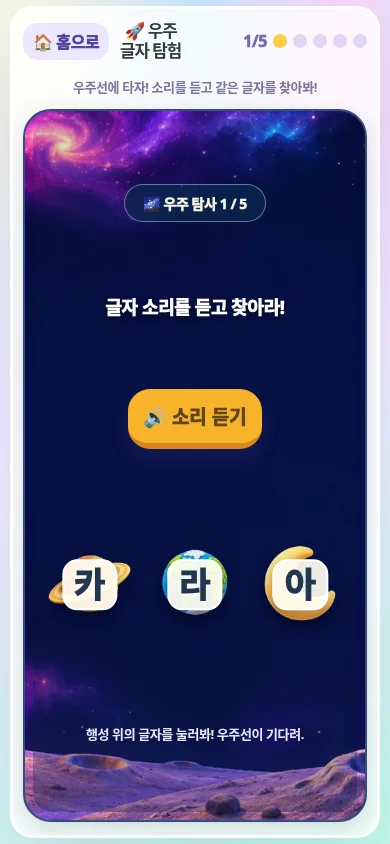 🏠 홈으로
🚀 우주
글자 탐험
1/5
우주선에 타자! 소리를 듣고 같은 글자를 찾아봐!
🌌 우주 탐사 1 / 5
글자 소리를 듣고 찾아라!
🔊 소리 듣기
카 라 아
행성 위의 글자를 눌러봐! 우주선이 기다려.